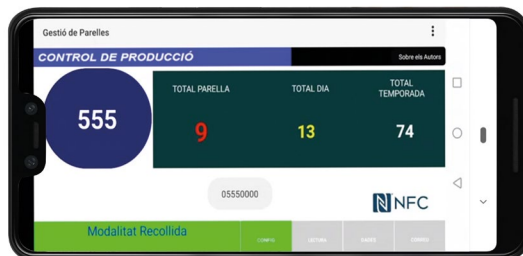 Gestió de Parelles
CONTROL DE PRODUCCIÓ
Sobre els Autors
555
TOTAL PARELLA
TOTAL DIA
TOTAL
TEMPORADA
9
13
74
05550000
NFC
Modalitat Recollida
CONFIG
LECTURA
DADES